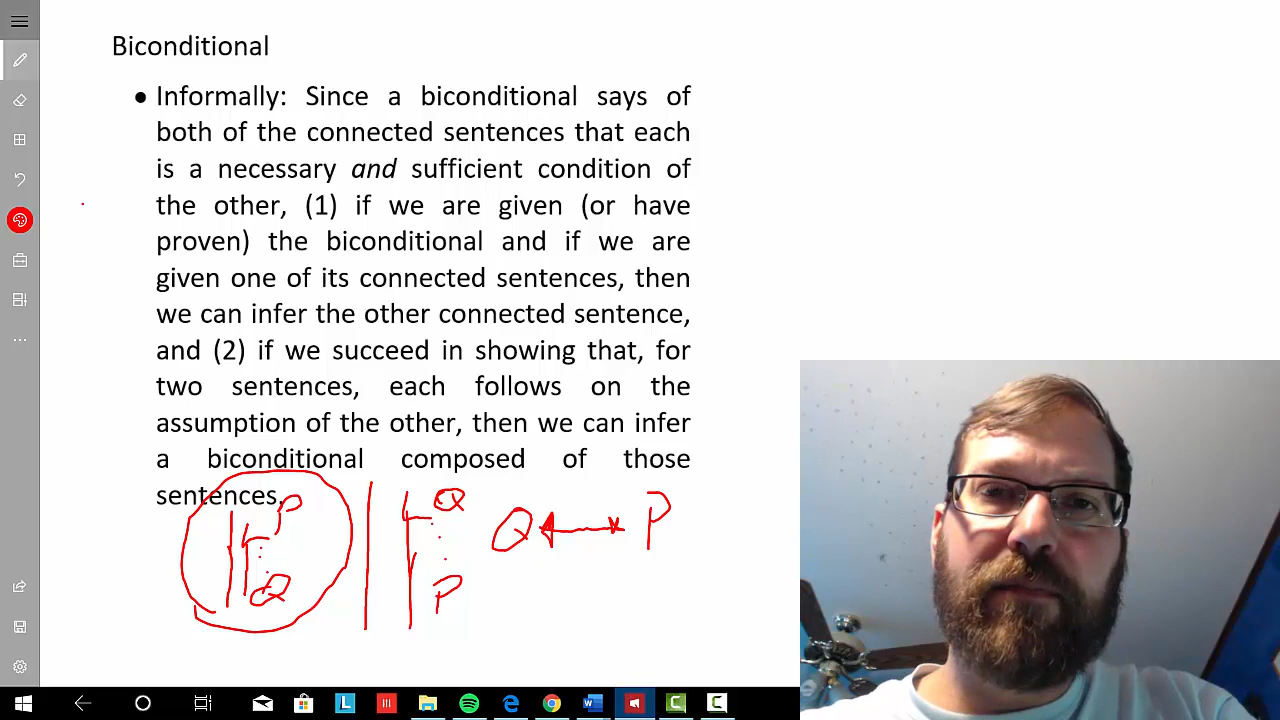 Biconditional
● Informally: Since a biconditional says of
both of the connected sentences that each
is a necessary and sufficient condition of
the other, (1) if we are given (or have
proven) the biconditional and if we are
given one of its connected sentences, then
we can infer the other connected sentence,
and (2) if we succeed in showing that, for
two sentences, each follows on the
assumption of the other, then we can infer
a biconditional composed of those
sentences.
P Q Q ↔ P
Q P